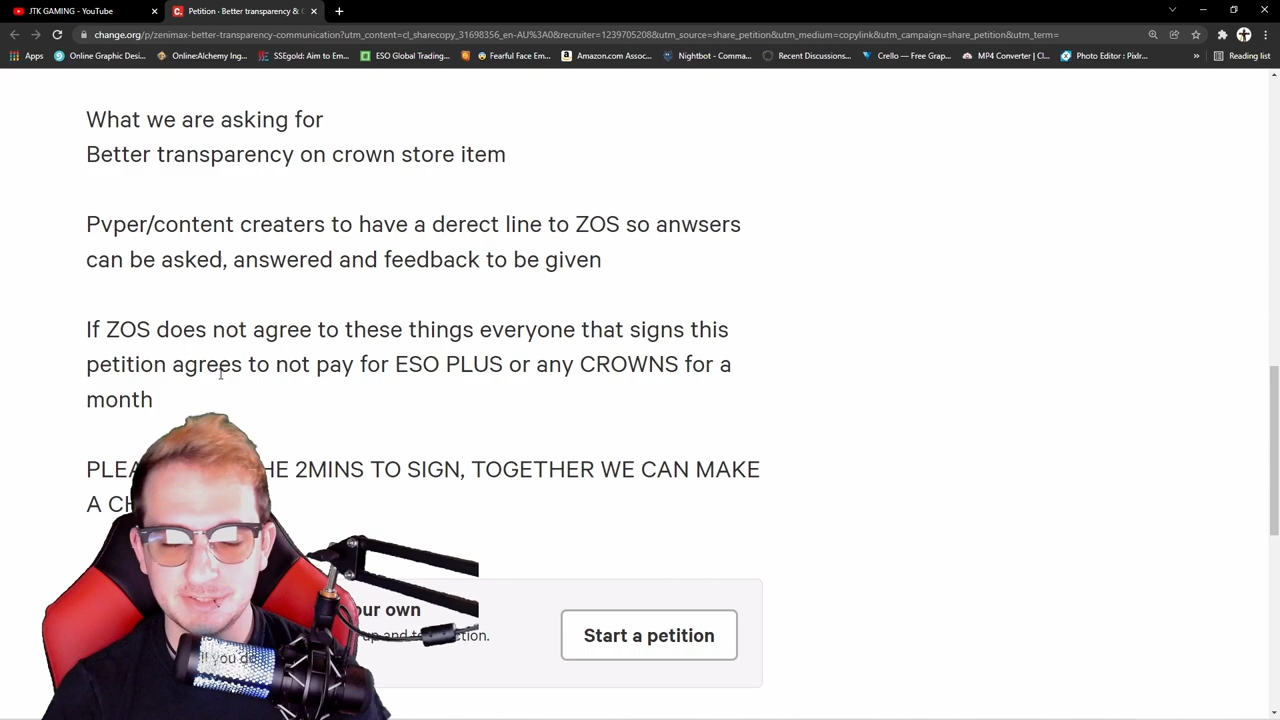 JTK GAMING - YouTube
Petition · Better transparency & C
change.org/p/zenimax-better-transparency-communication?utm_content=cl_sharecopy_31698356_en-AU%3A0&recruiter=1239705208&utm_source=share_petition&utm_medium=copylink&utm_campaign=share_petition&utm_term=
Apps Online Graphic Desi... OnlineAlchemy Ing... SSEgold: Aim to Em... ESO Global Trading... Fearful Face Em... Amazon.com Assoc... Nightbot - Comma... Recent Discussions... Crello — Free Grap... MP4 Converter | Cl... Photo Editor : Pixlr... » Reading list
What we are asking for
Better transparency on crown store item
Pvper/content creaters to have a derect line to ZOS so anwsers
can be asked, answered and feedback to be given
If ZOS does not agree to these things everyone that signs this
petition agrees to not pay for ESO PLUS or any CROWNS for a
month
PLEA HE 2MINS TO SIGN, TOGETHER WE CAN MAKE
A CH
our own
Start a petition
If you de